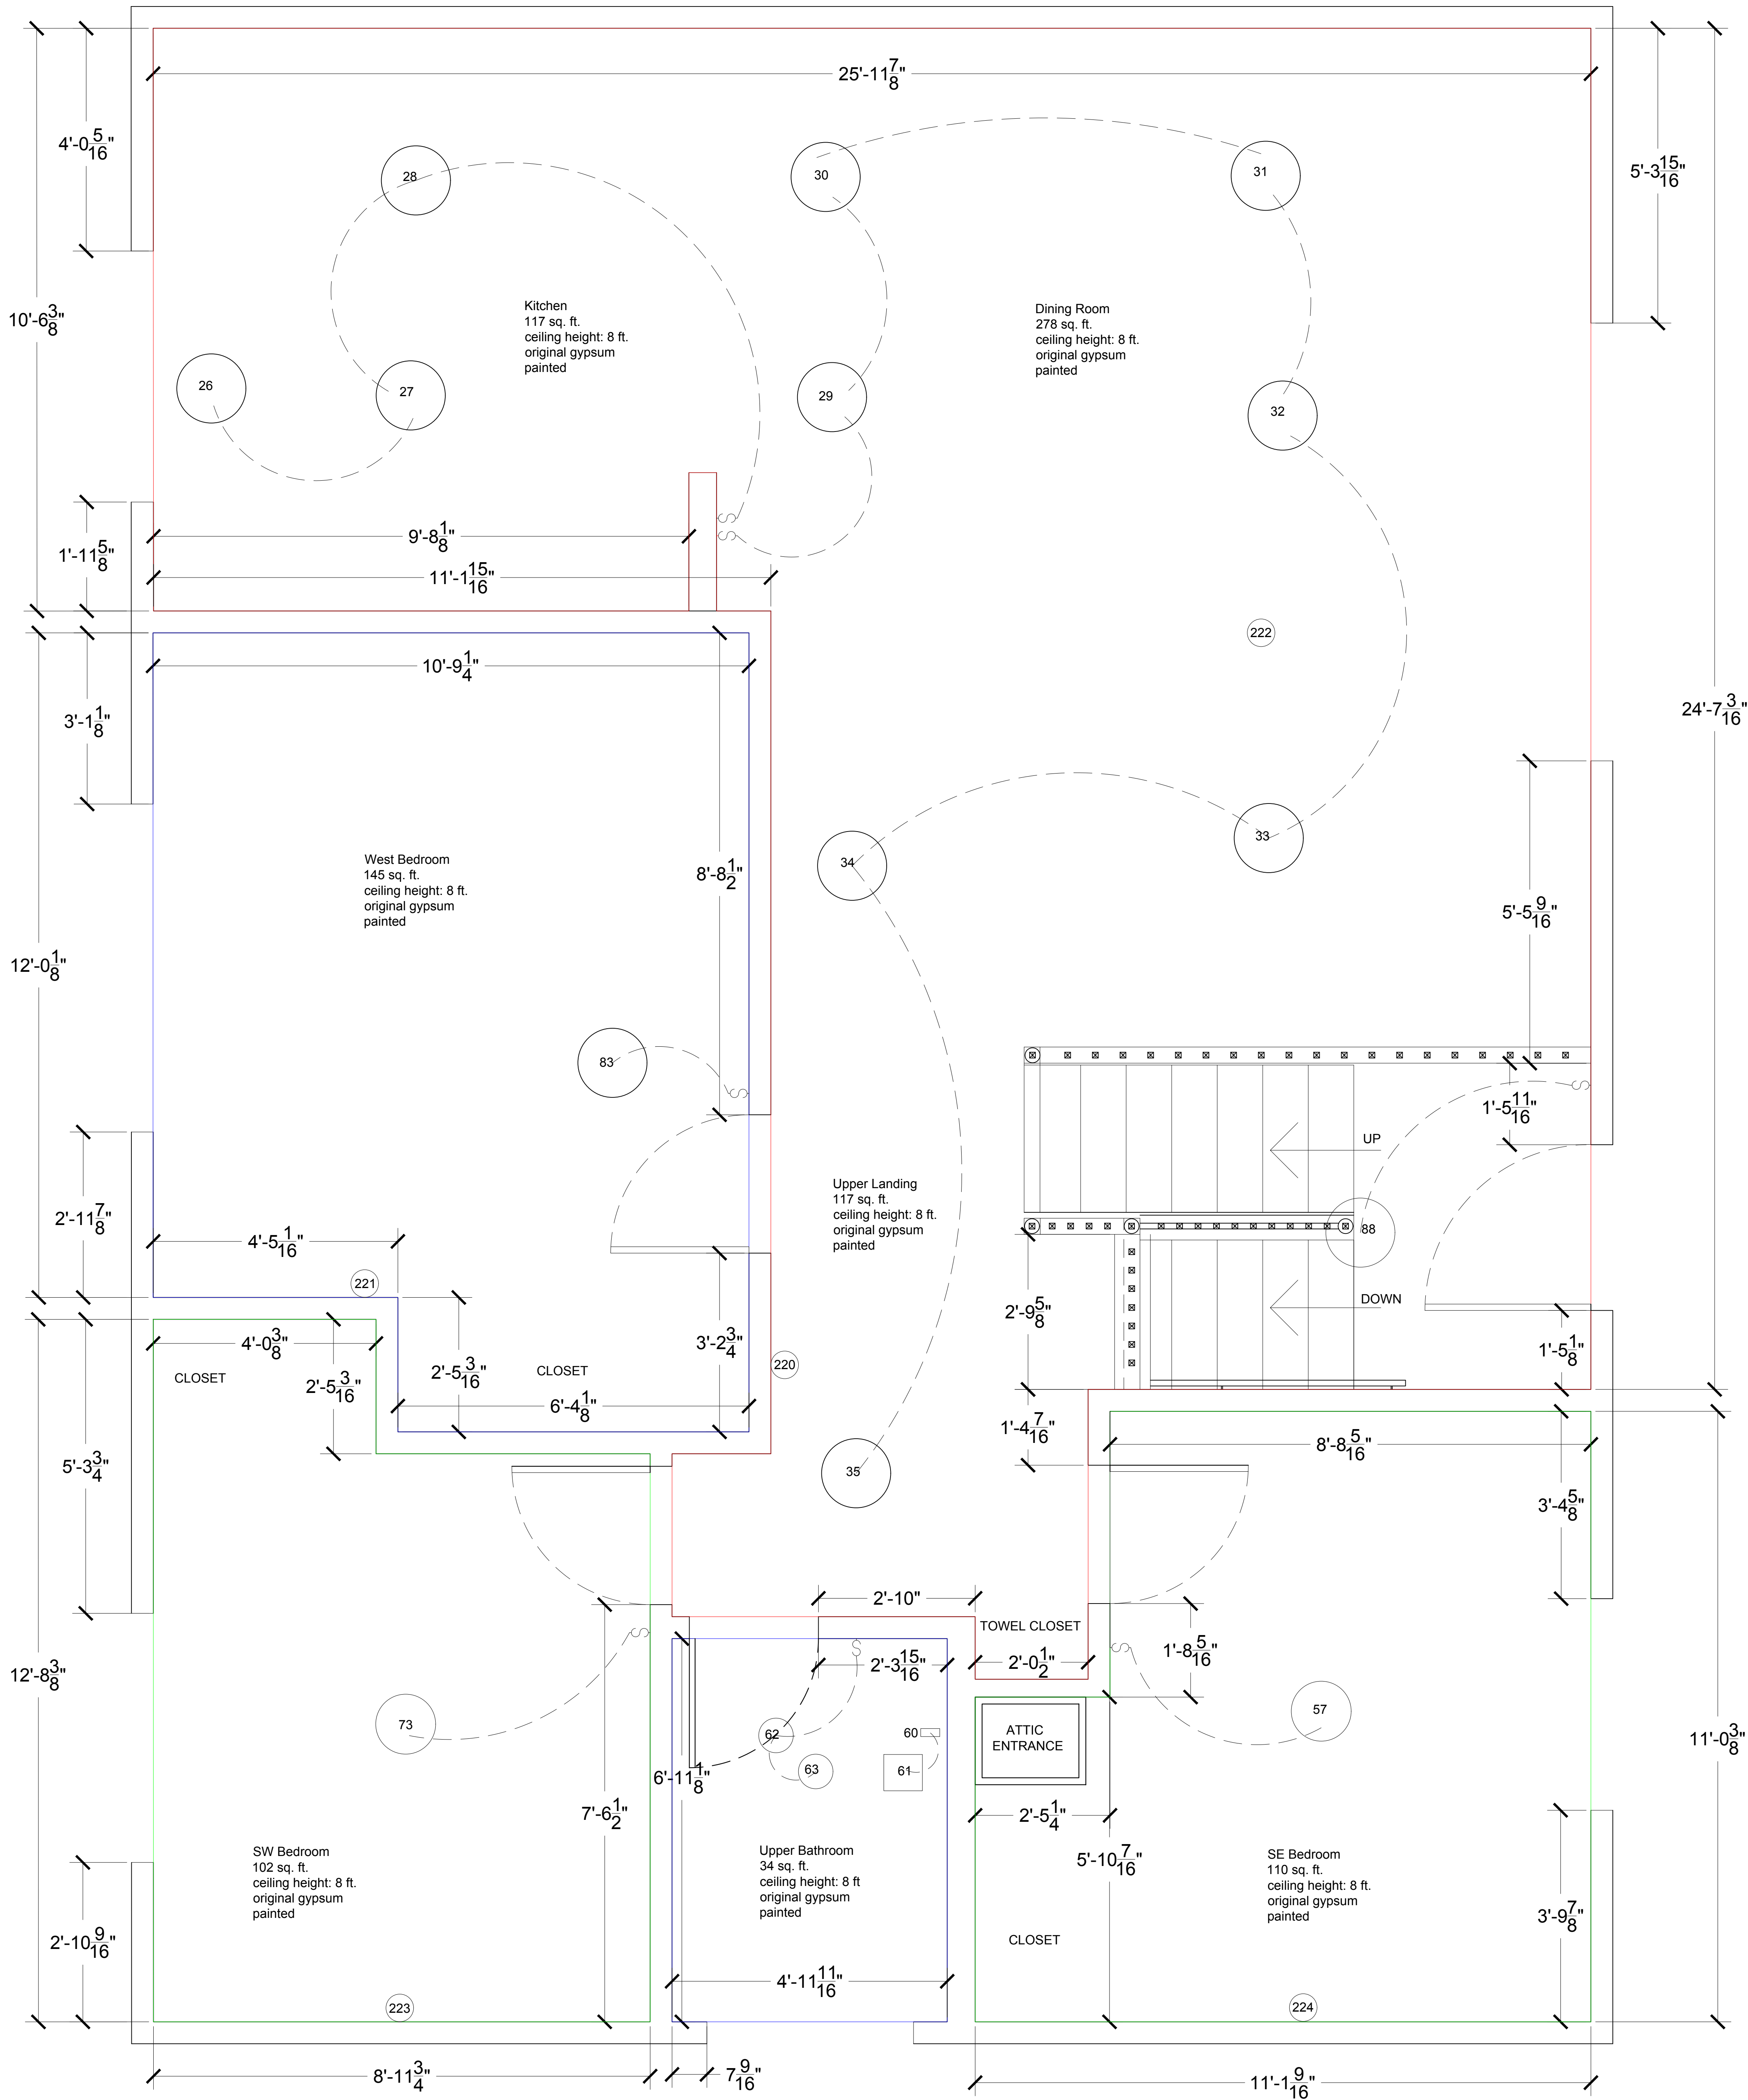 25'-11 7/8"
4'-0 5/16"
5'-3 15/16"
28
30
31
10'-6 3/8"
Kitchen
117 sq. ft.
ceiling height: 8 ft.
original gypsum
painted
Dining Room
278 sq. ft.
ceiling height: 8 ft.
original gypsum
painted
26
27
29
32
S
S
9'-8 1/8"
1'-11 5/8"
11'-1 15/16"
222
10'-9 1/4"
3'-1 1/8"
24'-7 3/16"
West Bedroom
145 sq. ft.
ceiling height: 8 ft.
original gypsum
painted
8'-8 1/2"
34
33
5'-5 9/16"
12'-0 1/8"
83
S
S
1'-5 11/16"
UP
2'-11 7/8"
4'-5 1/16"
Upper Landing
117 sq. ft.
ceiling height: 8 ft.
original gypsum
painted
88
221
DOWN
2'-9 5/8"
4'-0 3/8"
CLOSET
2'-5 3/16"
2'-5 3/16"
CLOSET
3'-2 3/4"
220
1'-5 1/8"
6'-4 1/8"
1'-4 7/16"
8'-8 5/16"
5'-3 3/4"
35
3'-4 5/8"
2'-10"
TOWEL CLOSET
S
S
S
1'-8 5/16"
2'-3 15/16"
2'-0 1/2"
12'-8 3/8"
73
62
60
57
ATTIC
ENTRANCE
11'-0 3/8"
63
61
6'-11 1/8"
7'-6 1/2"
2'-5 1/4"
5'-10 7/16"
SW Bedroom
102 sq. ft.
ceiling height: 8 ft.
original gypsum
painted
Upper Bathroom
34 sq. ft.
ceiling height: 8 ft
original gypsum
painted
SE Bedroom
110 sq. ft.
ceiling height: 8 ft.
original gypsum
painted
3'-9 7/8"
2'-10 9/16"
CLOSET
4'-11 11/16"
223
224
8'-11 3/4"
7 9/16"
11'-1 9/16"